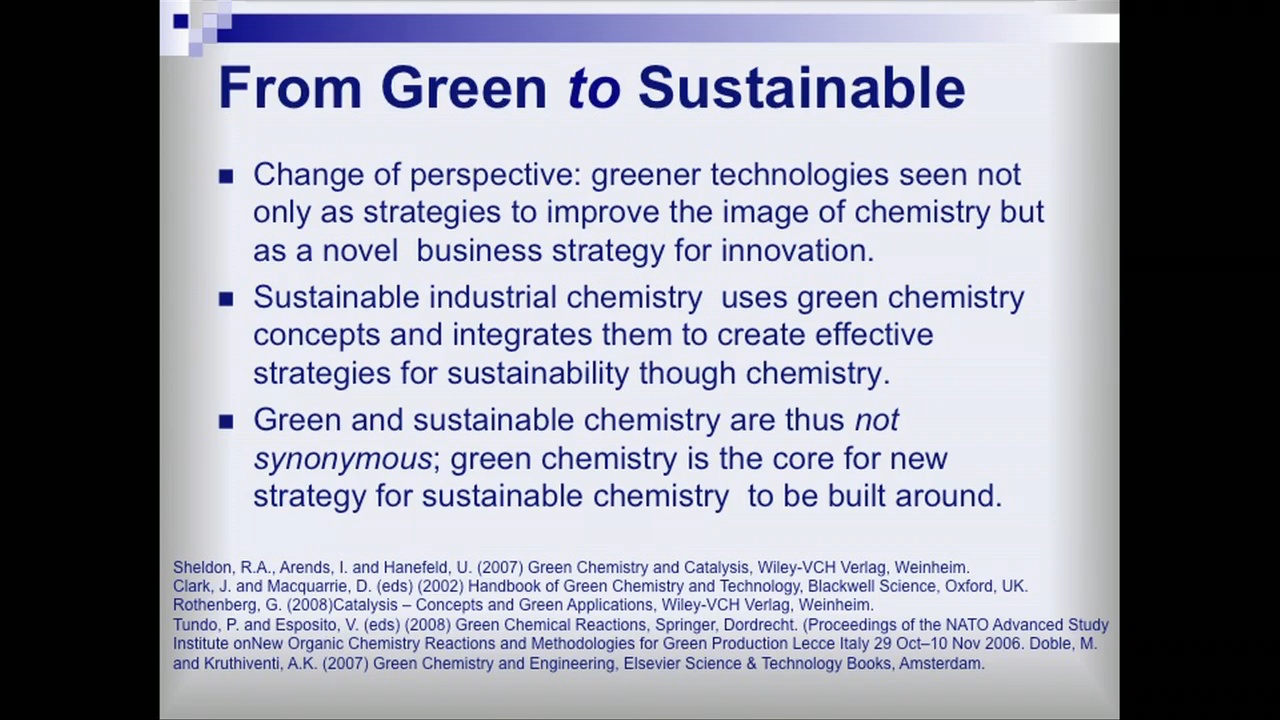 From Green to Sustainable
Change of perspective: greener technologies seen not
only as strategies to improve the image of chemistry but
as a novel  business strategy for innovation.
Sustainable industrial chemistry  uses green chemistry
concepts and integrates them to create effective
strategies for sustainability though chemistry.
Green and sustainable chemistry are thus not
synonymous; green chemistry is the core for new
strategy for sustainable chemistry  to be built around.
Sheldon, R.A., Arends, I. and Hanefeld, U. (2007) Green Chemistry and Catalysis, Wiley-VCH Verlag, Weinheim.
Clark, J. and Macquarrie, D. (eds) (2002) Handbook of Green Chemistry and Technology, Blackwell Science, Oxford, UK.
Rothenberg, G. (2008)Catalysis – Concepts and Green Applications, Wiley-VCH Verlag, Weinheim.
Tundo, P. and Esposito, V. (eds) (2008) Green Chemical Reactions, Springer, Dordrecht. (Proceedings of the NATO Advanced Study
Institute onNew Organic Chemistry Reactions and Methodologies for Green Production Lecce Italy 29 Oct–10 Nov 2006. Doble, M.
and Kruthiventi, A.K. (2007) Green Chemistry and Engineering, Elsevier Science & Technology Books, Amsterdam.